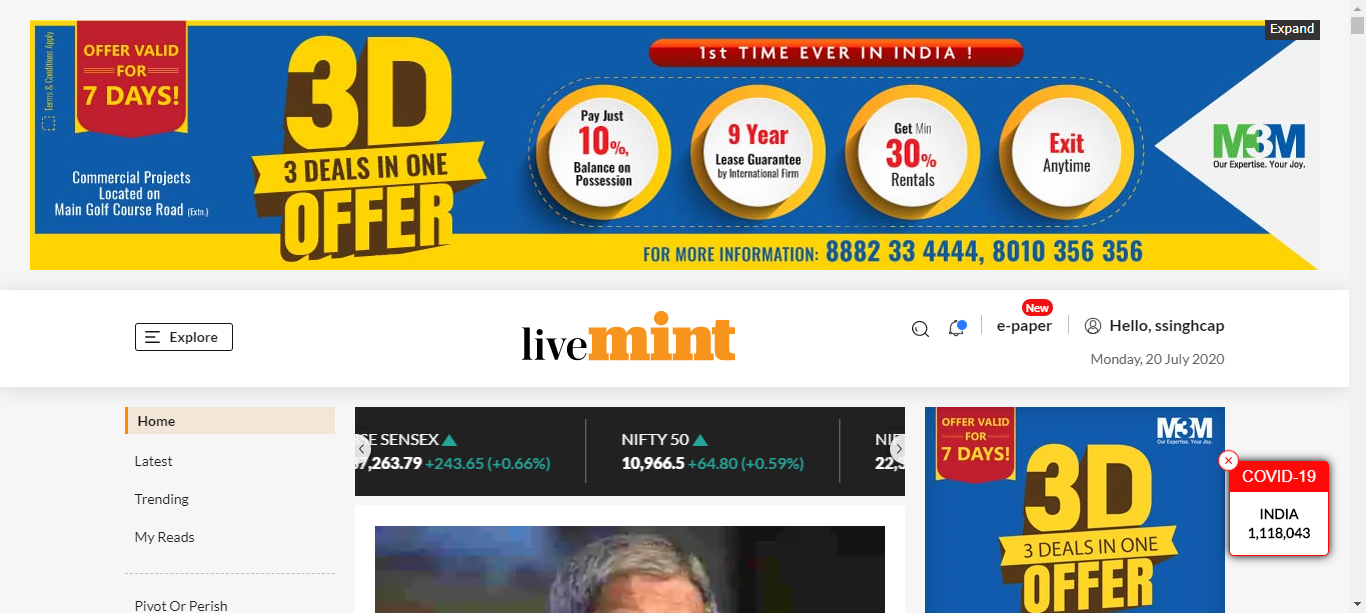 Expand
Terms & Conditions Apply
OFFER VALID
FOR
7 DAYS!
Commercial Projects
Located on
Main Golf Course Road (Extn.)
3D
3 DEALS IN ONE
OFFER
1st TIME EVER IN INDIA !
Pay Just
10%,
Balance on
Possession
9 Year
Lease Guarantee
by International Firm
Get Min
30%
Rentals
Exit
Anytime
M3M
Our Expertise. Your Joy.
FOR MORE INFORMATION: 8882 33 4444, 8010 356 356
Explore
livemint
New
e-paper
Hello, ssinghcap
Monday, 20 July 2020
Home
Latest
Trending
My Reads
Pivot Or Perish
SE SENSEX
7,263.79 +243.65 (+0.66%)
NIFTY 50
10,966.5 +64.80 (+0.59%)
NIF
22,3
OFFER VALID
FOR
7 DAYS!
M3M
Our Expertise. Your Joy.
3D
3 DEALS IN ONE
OFFER
COVID-19
INDIA
1,118,043